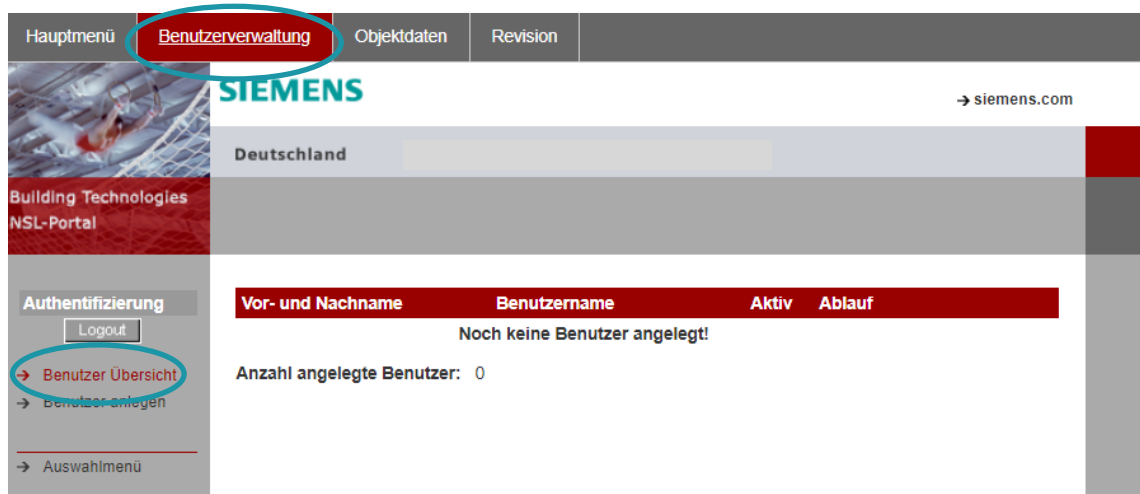 Hauptmenü Benutzerverwaltung Objektdaten Revision
SIEMENS
→ siemens.com
Deutschland
Building Technologies
NSL-Portal
Authentifizierung
Logout
→ Benutzer Übersicht
→ Benutzer anlegen
→ Auswahlmenü
Vor- und Nachname Benutzername Aktiv Ablauf
Noch keine Benutzer angelegt!
Anzahl angelegte Benutzer: 0